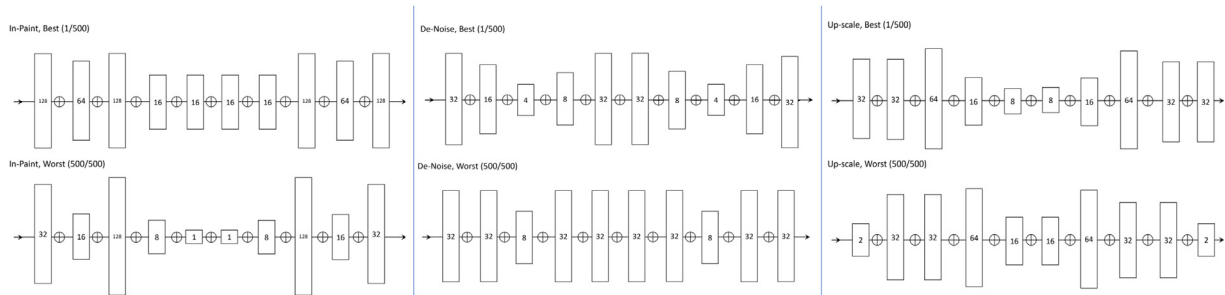 In-Paint, Best (1/500)
128 64 128 16 16 16 16 128 64 128
In-Paint, Worst (500/500)
32 16 128 8 1 1 8 128 16 32
De-Noise, Best (1/500)
32 16 4 8 32 32 8 4 16 32
De-Noise, Worst (500/500)
32 32 8 32 32 32 32 8 32 32
Up-scale, Best (1/500)
32 32 64 16 8 8 16 64 32 32
Up-scale, Worst (500/500)
2 32 32 64 16 16 64 32 32 2